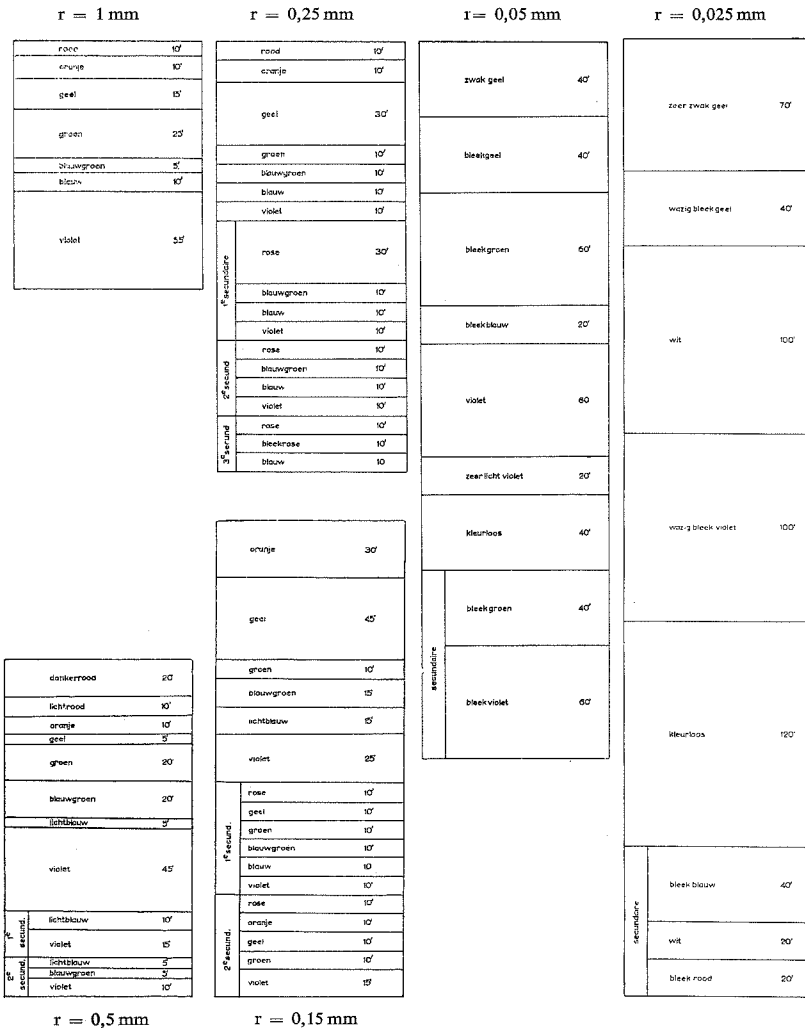 r = 1 mm
rose 10'
oranje 10'
geel 15'
groen 25'
blauwgroen 5'
blauw 10'
violet 55'
r = 0,25 mm
rood 10'
oranje 10'
geel 30'
groen 10'
blauwgroen 10'
blauw 10'
violet 10'
1e secundaire
rose 30'
blauwgroen 10'
blauw 10'
violet 10'
2e secund
rose 10'
blauwgroen 10'
blauw 10'
violet 10'
3e secund
rose 10'
bleekrose 10'
blauw 10
r= 0,05 mm
zwak geel 40'
bleekgeel 40'
bleekgroen 60'
bleekblauw 20'
violet 60
zeer licht violet 20'
kleurloos 40'
secundaire
bleekgroen 40'
bleekviolet 60'
r = 0,025 mm
zeer zwak geel 70'
wazig bleek geel 40'
wit 100'
wazig bleek violet 100'
kleurloos 120'
secundaire
bleek blauw 40'
wit 20'
bleek rood 20'
donkerrood 20'
lichtrood 10'
oranje 10'
geel 5'
groen 20'
blauwgroen 20'
lichtblauw 5'
violet 45'
1e secund.
lichtblauw 10'
violet 15'
2e secund.
lichtblauw 5'
blauwgroen 5'
violet 10'
r = 0,5 mm
oranje 30'
geel 45'
groen 10'
blauwgroen 15'
lichtblauw 15'
violet 25'
1e secund.
rose 10'
geel 10'
groen 10'
blauwgroen 10'
blauw 10
violet 10'
2e secund.
rose 10'
oranje 10'
geel 10'
groen 10'
violet 15'
r = 0,15 mm